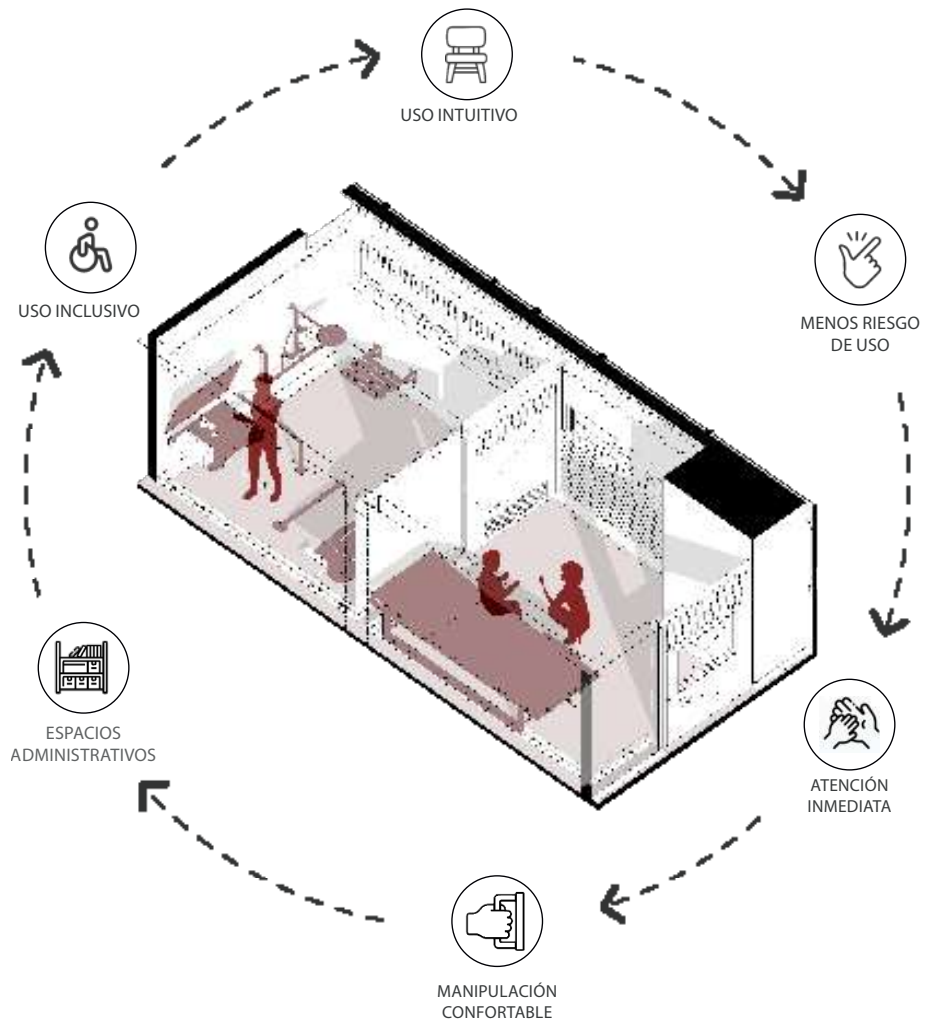 USO INTUITIVO
USO INCLUSIVO
MENOS RIESGO
DE USO
ESPACIOS
ADMINISTRATIVOS
ATENCIÓN
INMEDIATA
MANIPULACIÓN
CONFORTABLE